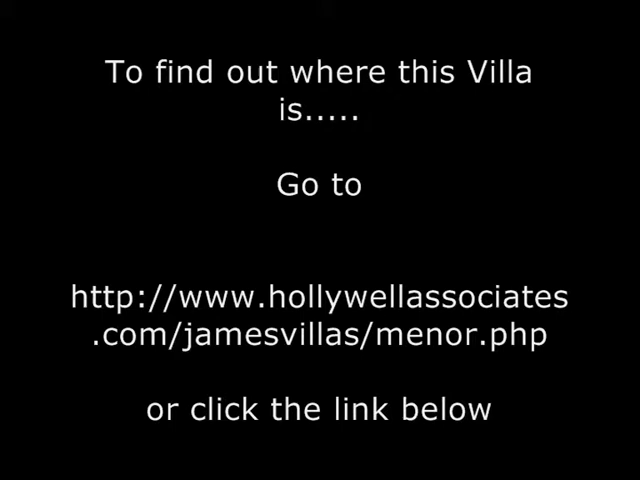 To find out where this Villa
is.....
Go to
http://www.hollywellassociates
.com/jamesvillas/menor.php
or click the link below